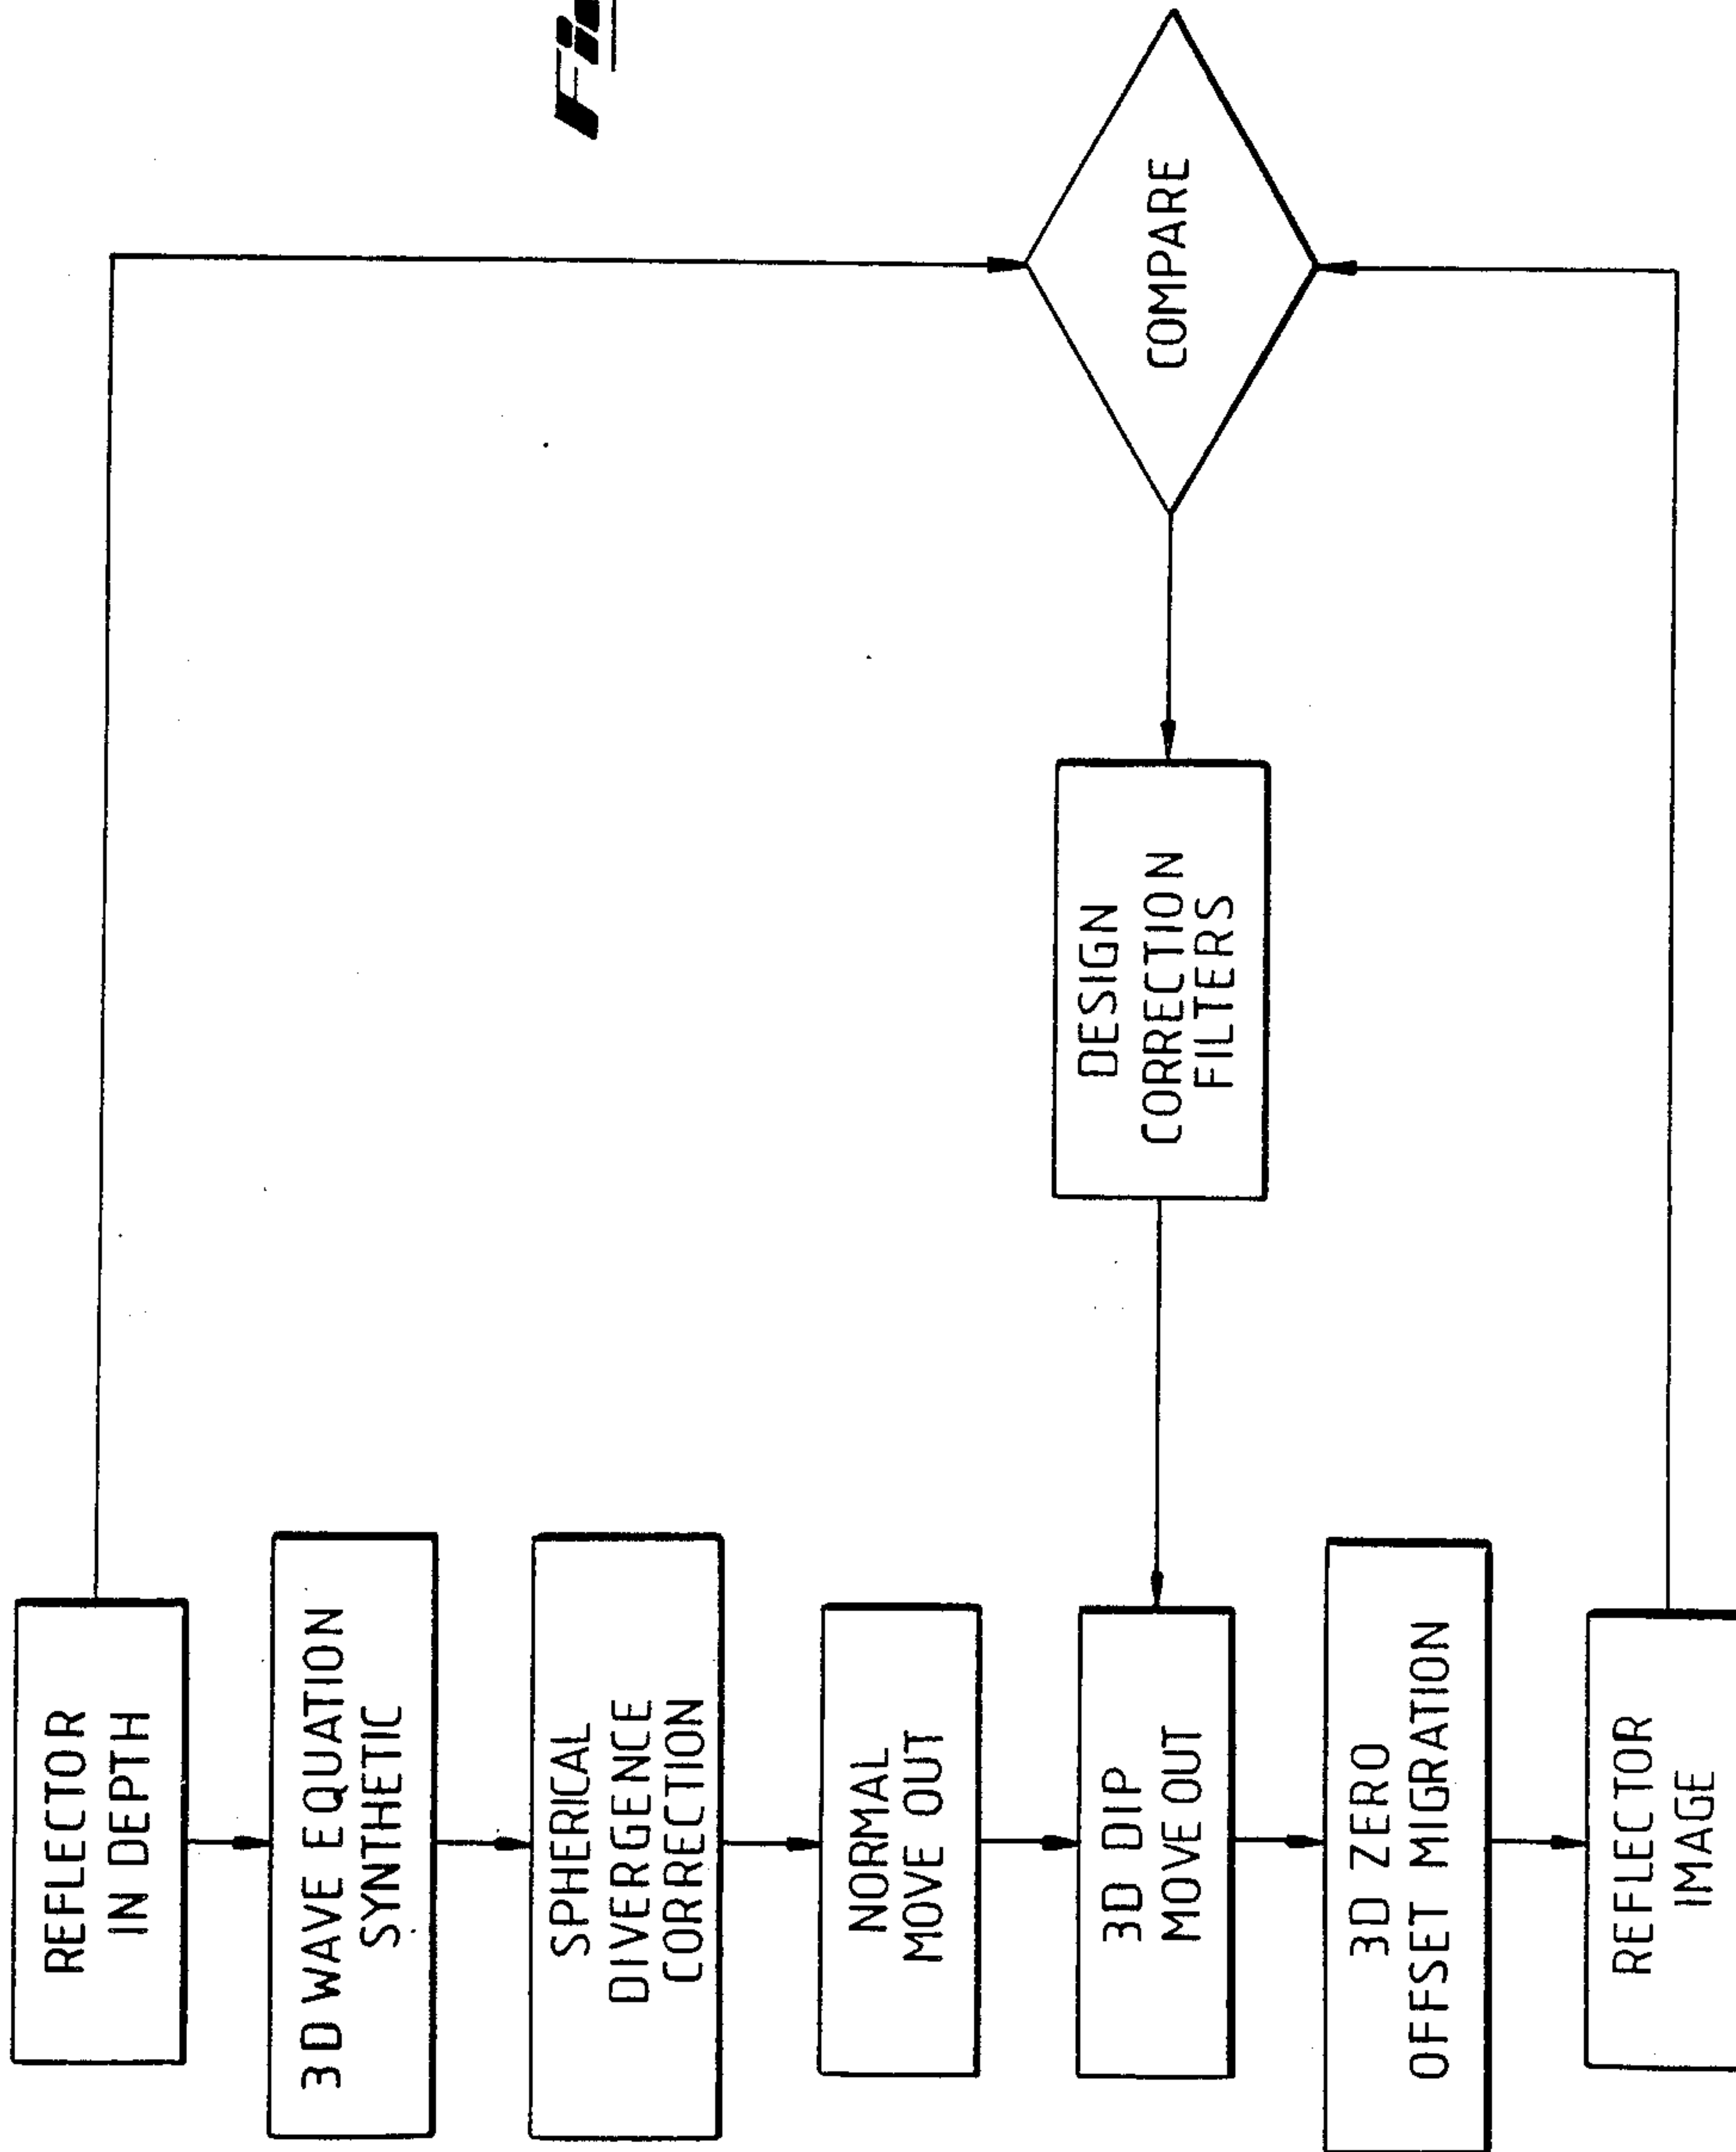 REFLECTOR
IN DEPTH
3D WAVE EQUATION
SYNTHETIC
SPHERICAL
DIVERGENCE
CORRECTION
NORMAL
MOVE OUT
3D DIP
MOVE OUT
3D ZERO
OFFSET MIGRATION
REFLECTOR
IMAGE
DESIGN
CORRECTION
FILTERS
COMPARE